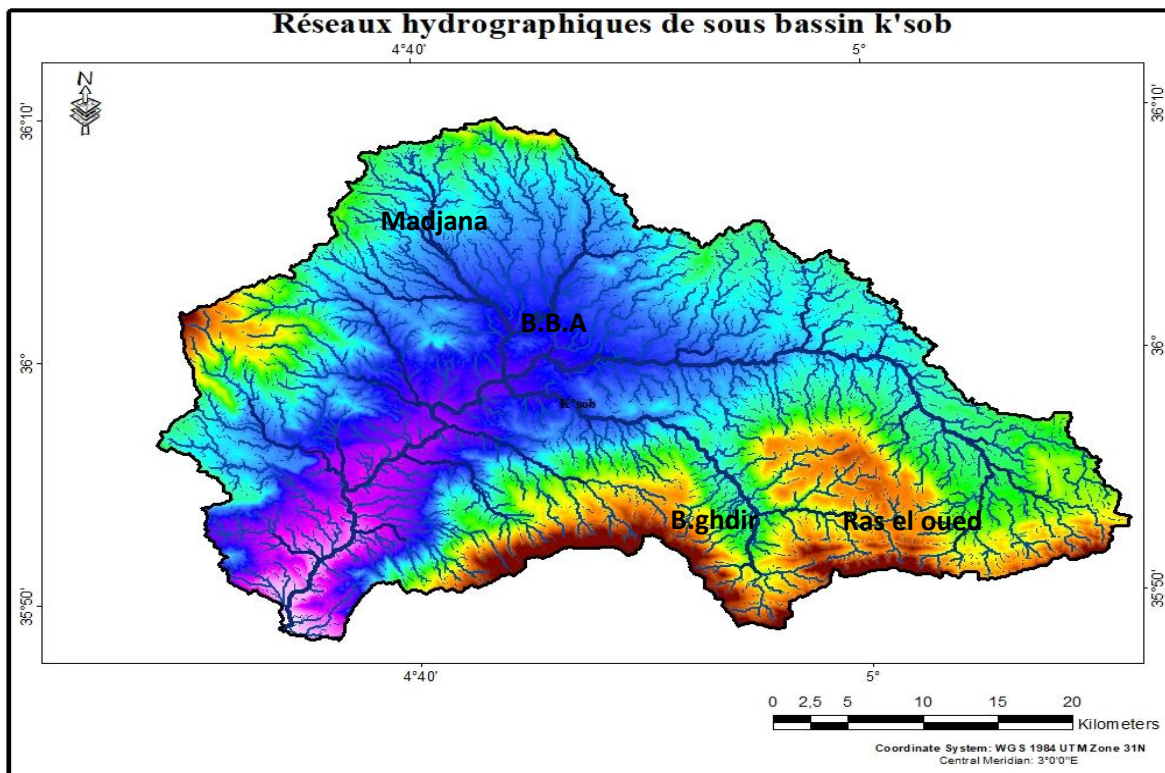 Réseaux hydrographiques de sous bassin k'sob
4°40' 5°
N
36°10' 36°10'
Madjana
B.B.A
36° 36°
K'sob
B.ghdir Ras el oued
35°50' 35°50'
4°40' 5°
0 2,5 5 10 15 20
Kilometers
Coordinate System: WGS 1984 UTM Zone 31N
Central Meridian: 3°0'0"E